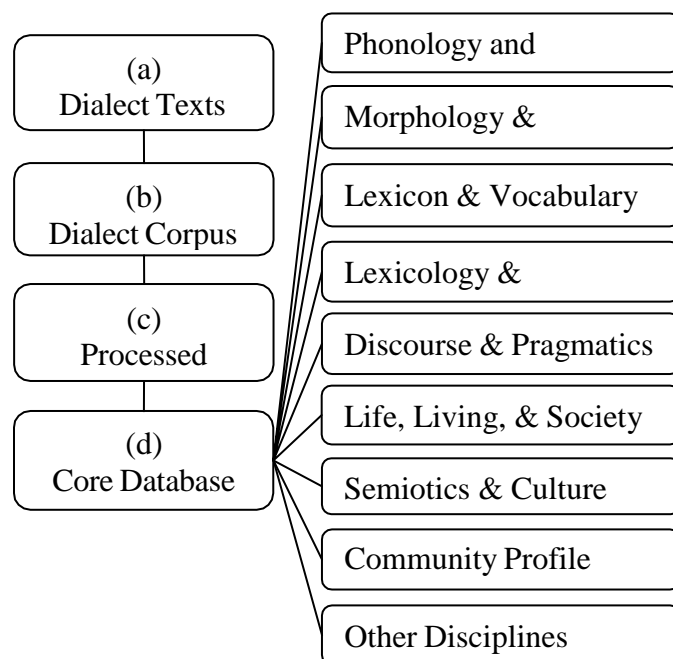 (a)
Dialect Texts
(b)
Dialect Corpus
(c)
Processed
(d)
Core Database
Phonology and
Morphology &
Lexicon & Vocabulary
Lexicology &
Discourse & Pragmatics
Life, Living, & Society
Semiotics & Culture
Community Profile
Other Disciplines